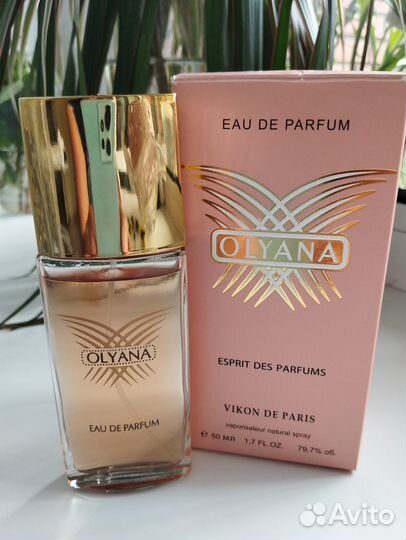 EAU DE PARFUM
OLYANA
ESPRIT DES PARFUMS
VIKON DE PARIS
vaporisateur natural spray
℮ 50 МЛ 1,7 FL.OZ. 79,7% об.
OLYANA
EAU DE PARFUM
Avito